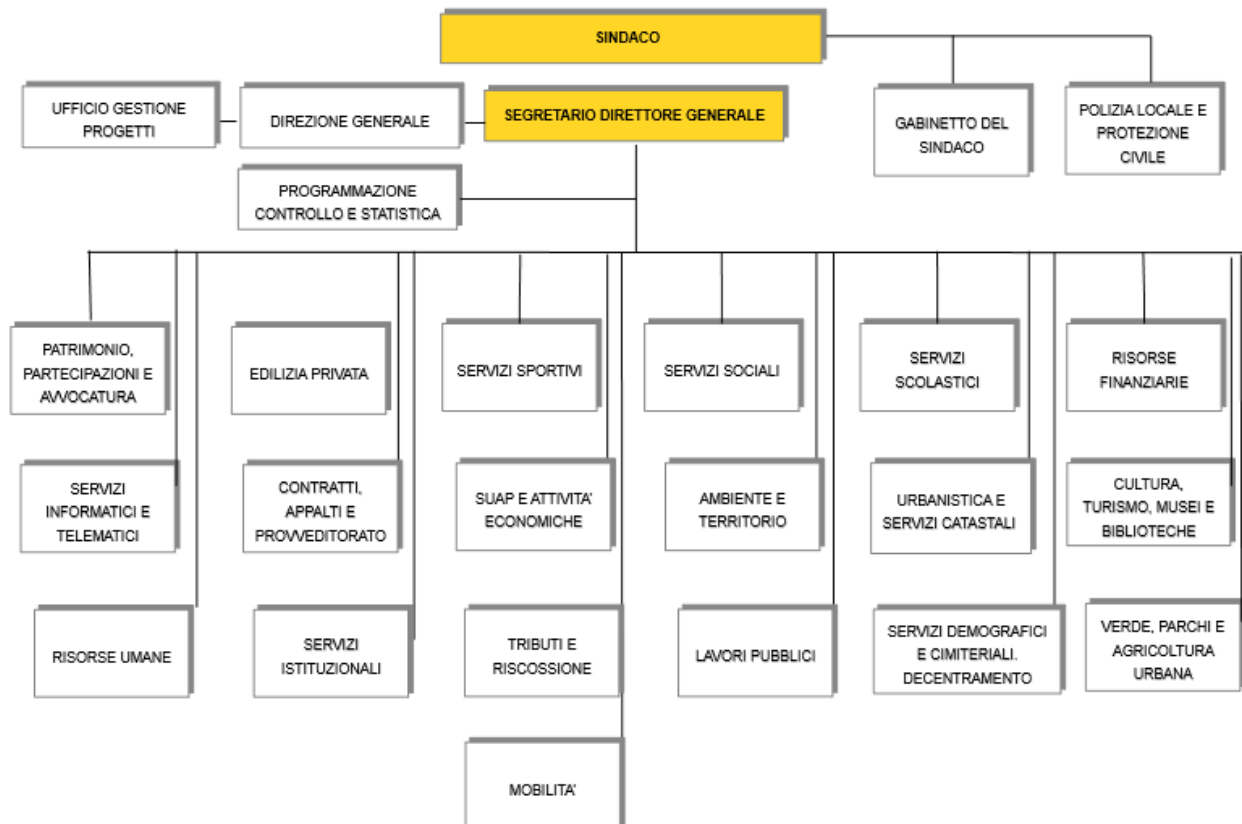 SINDACO
UFFICIO GESTIONE
PROGETTI
DIREZIONE GENERALE
SEGRETARIO DIRETTORE GENERALE
GABINETTO DEL
SINDACO
POLIZIA LOCALE E
PROTEZIONE
CIVILE
PROGRAMMAZIONE
CONTROLLO E STATISTICA
PATRIMONIO,
PARTECIPAZIONI E
AVVOCATURA
EDILIZIA PRIVATA
SERVIZI SPORTIVI
SERVIZI SOCIALI
SERVIZI
SCOLASTICI
RISORSE
FINANZIARIE
SERVIZI
INFORMATICI E
TELEMATICI
CONTRATTI,
APPALTI E
PROVVEDITORATO
SUAP E ATTIVITA'
ECONOMICHE
AMBIENTE E
TERRITORIO
URBANISTICA E
SERVIZI CATASTALI
CULTURA,
TURISMO, MUSEI E
BIBLIOTECHE
RISORSE UMANE
SERVIZI
ISTITUZIONALI
TRIBUTI E
RISCOSSIONE
LAVORI PUBBLICI
SERVIZI DEMOGRAFICI
E CIMITERIALI.
DECENTRAMENTO
VERDE, PARCHI E
AGRICOLTURA
URBANA
MOBILITA'